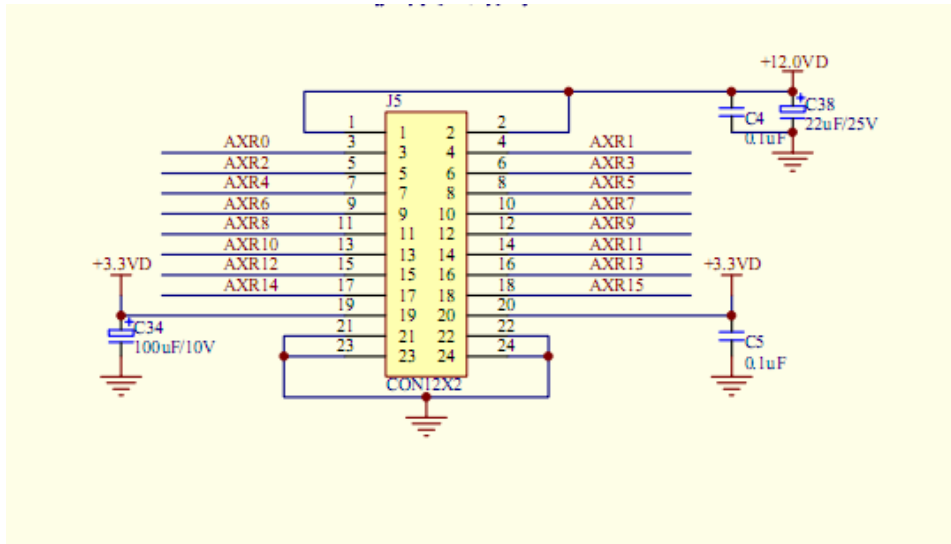 +12.0VD
J5
C4
0.1uF
C38
22uF/25V
1 1 2 2
AXR0 3 3 4 4 AXR1
AXR2 5 5 6 6 AXR3
AXR4 7 7 8 8 AXR5
AXR6 9 9 10 10 AXR7
AXR8 11 11 12 12 AXR9
AXR10 13 13 14 14 AXR11
+3.3VD
+3.3VD
AXR12 15 15 16 16 AXR13
AXR14 17 17 18 18 AXR15
19 19 20 20
21 21 22 22
23 23 24 24
C34
100uF/10V
C5
0.1uF
CON12X2